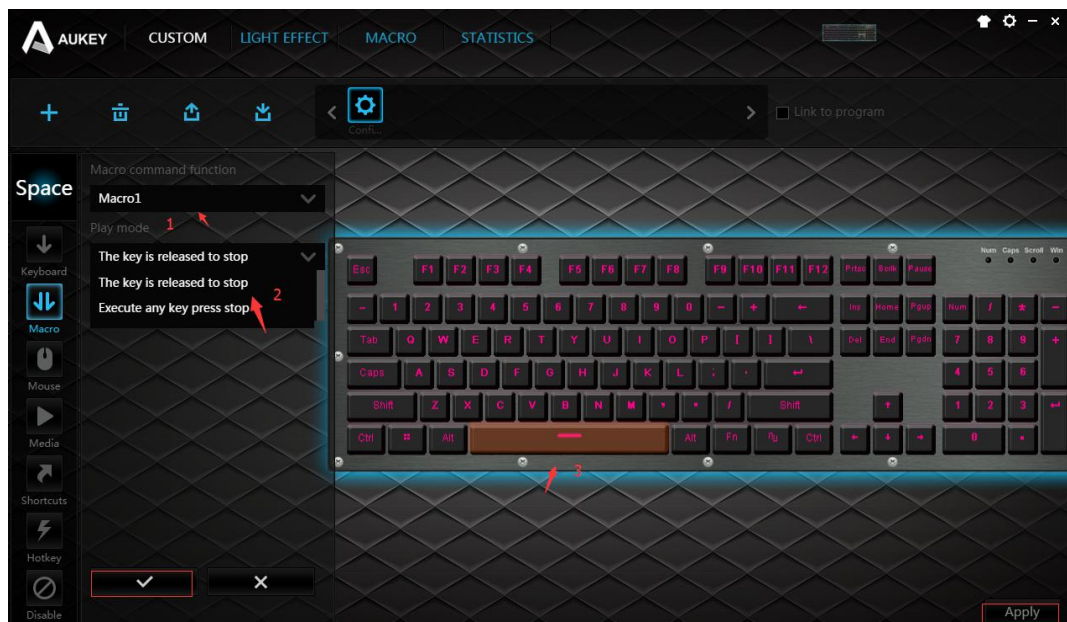 AUKEY CUSTOM LIGHT EFFECT MACRO STATISTICS
Confi...
Link to program
Space
Macro command function
Macro1
1
Play mode
The key is released to stop
The key is released to stop
2
Execute any key press stop
Keyboard
Macro
Mouse
Media
Shortcuts
Hotkey
Disable
Num Caps Scroll Win
Esc F1 F2 F3 F4 F5 F6 F7 F8 F9 F10 F11 F12 Prtsc Scrlk Pause
~ 1 2 3 4 5 6 7 8 9 0 - + ← Ins Home Pgup Num / * -
Tab Q W E R T Y U I O P [ ] \ Del End Pgdn 7 8 9 +
Caps A S D F G H J K L ; ' ↵ 4 5 6
Shift Z X C V B N M / Shift ↑ 1 2 3 ↵
Ctrl Alt Alt Fn Ctrl ← ↓ → 0
3
Apply